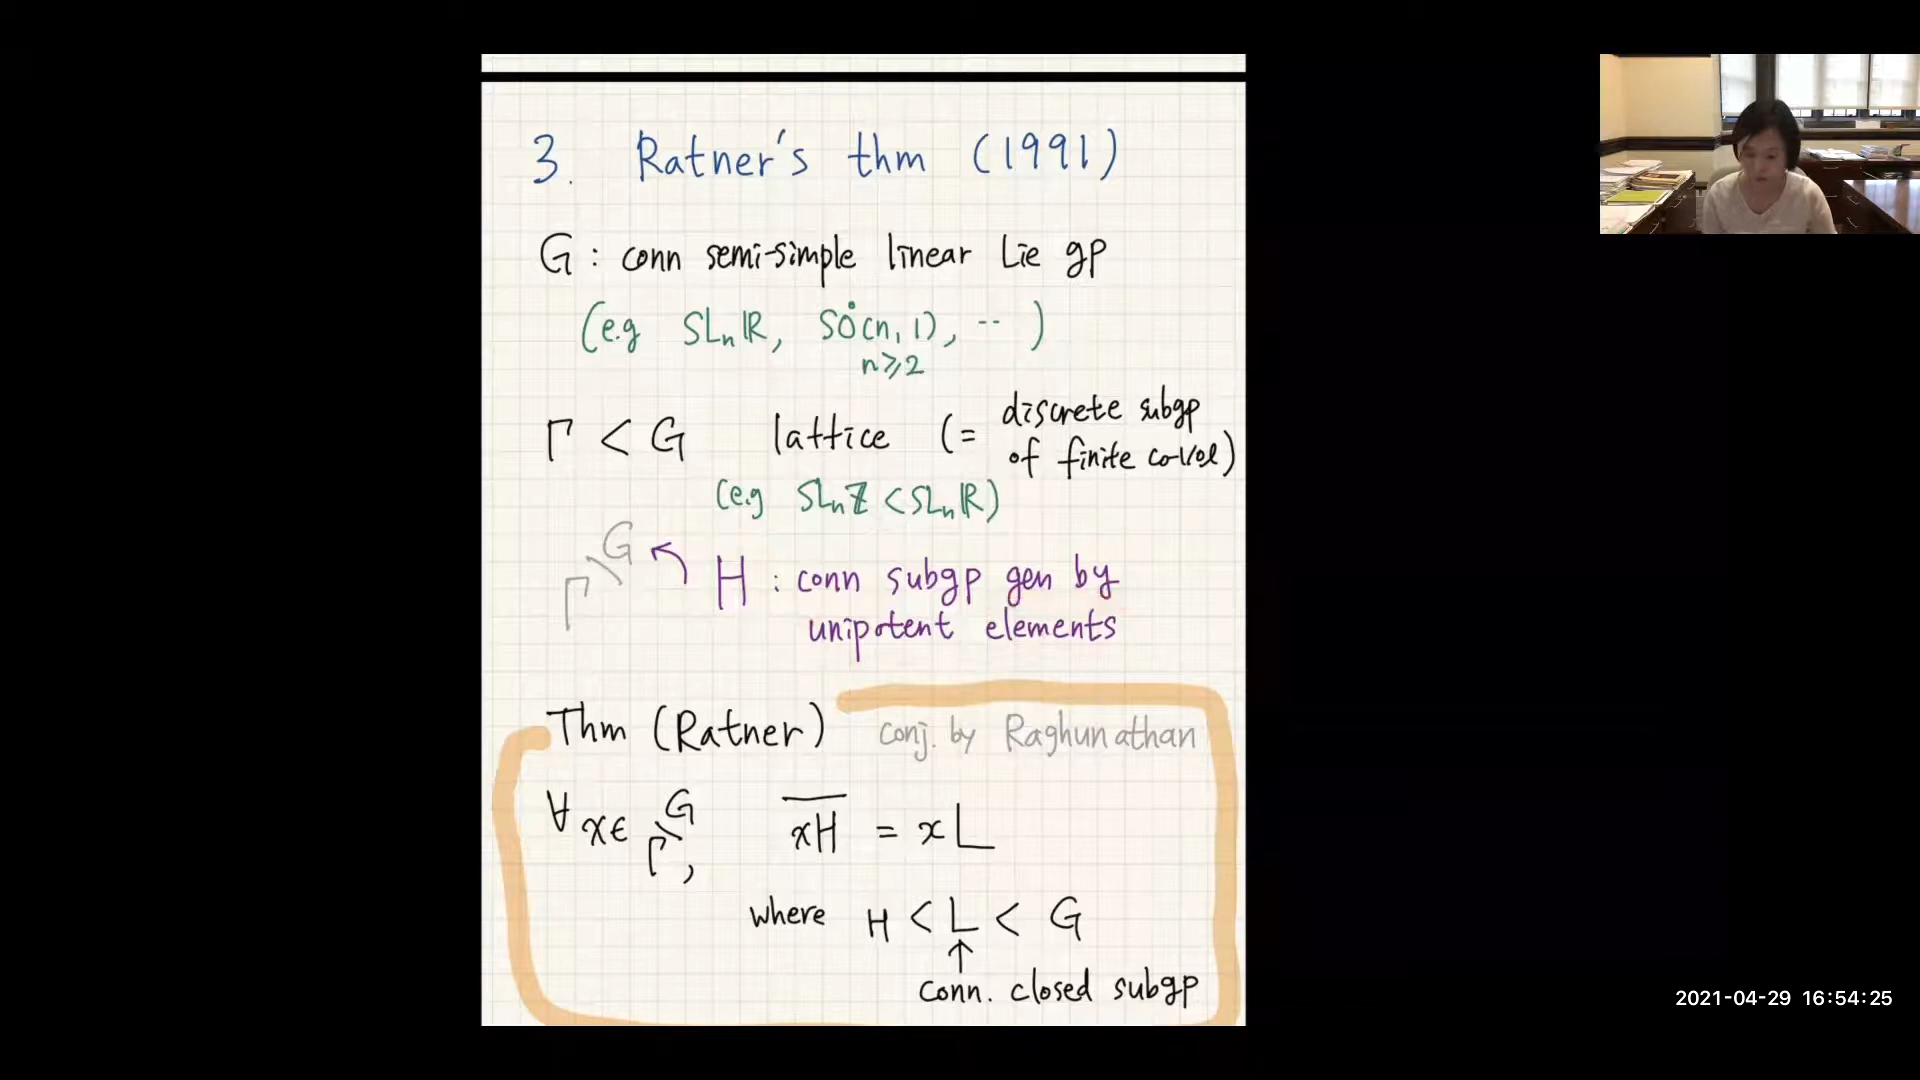 3. Ratner's thm (1991)
G : conn semi-simple linear Lie gp
(e.g SLnℝ, SO°(n,1), -- )
n≥2
Γ < G lattice (= discrete subgp
of finite co-vol)
(e.g SLnℤ < SLnℝ)
Γ\G ↖ H : conn subgp gen by
unipotent elements
Thm (Ratner) conj. by Raghunathan
∀ x ∈ Γ\G, x̅H̅ = xL
where H < L < G
↑
conn. closed subgp
2021-04-29 16:54:25